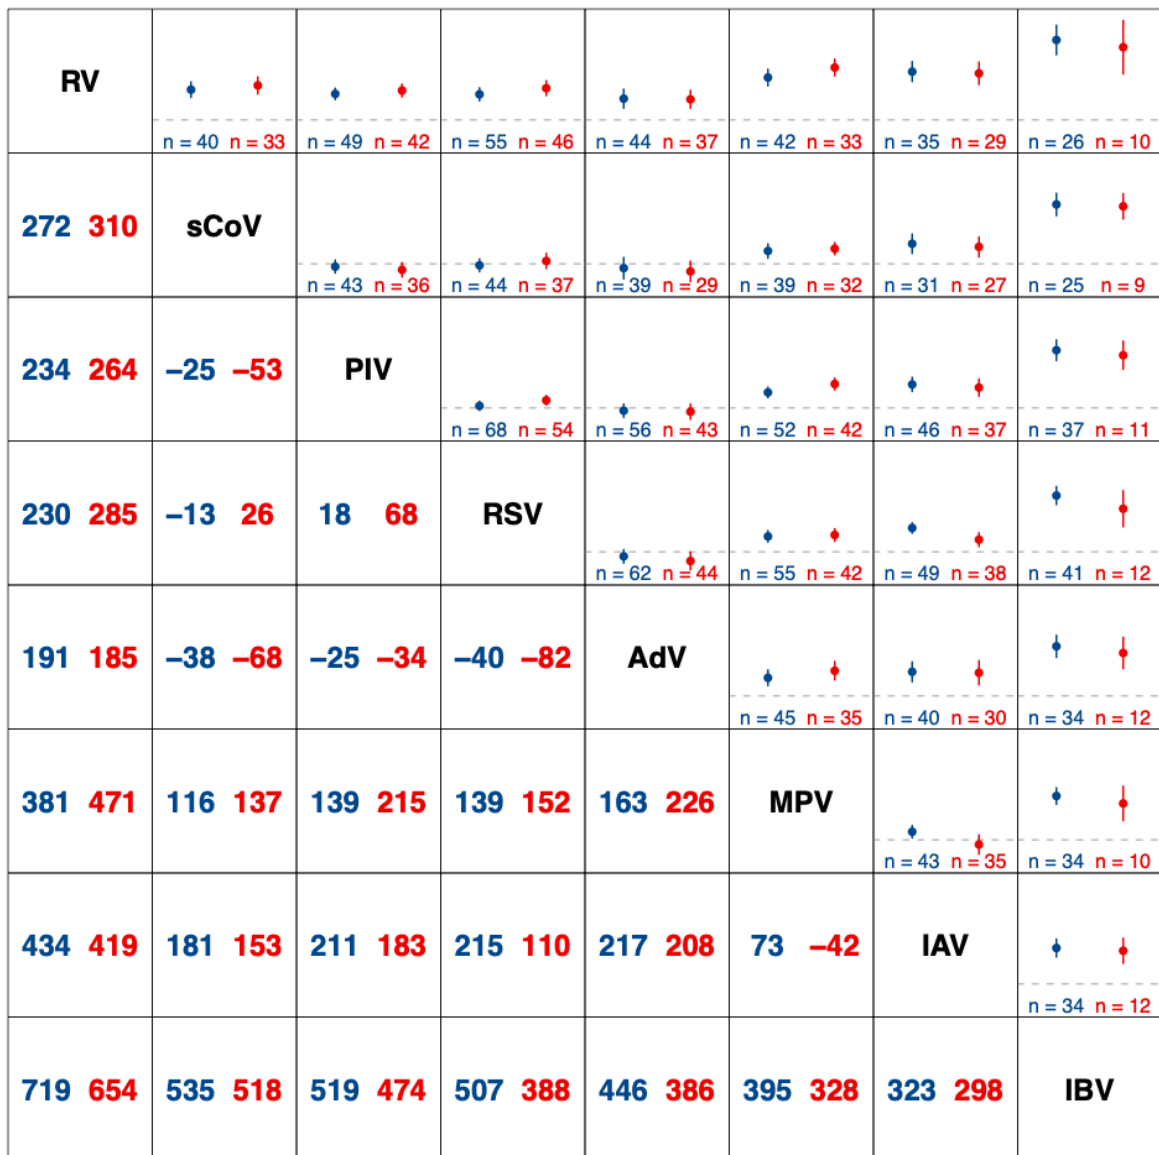 RV
n = 40 n = 33 n = 49 n = 42 n = 55 n = 46 n = 44 n = 37 n = 42 n = 33 n = 35 n = 29 n = 26 n = 10
272 310 sCoV
n = 43 n = 36 n = 44 n = 37 n = 39 n = 29 n = 39 n = 32 n = 31 n = 27 n = 25 n = 9
234 264 −25 −53 PIV
n = 68 n = 54 n = 56 n = 43 n = 52 n = 42 n = 46 n = 37 n = 37 n = 11
230 285 −13 26 18 68 RSV
n = 62 n = 44 n = 55 n = 42 n = 49 n = 38 n = 41 n = 12
191 185 −38 −68 −25 −34 −40 −82 AdV
n = 45 n = 35 n = 40 n = 30 n = 34 n = 12
381 471 116 137 139 215 139 152 163 226 MPV
n = 43 n = 35 n = 34 n = 10
434 419 181 153 211 183 215 110 217 208 73 −42 IAV
n = 34 n = 12
719 654 535 518 519 474 507 388 446 386 395 328 323 298 IBV